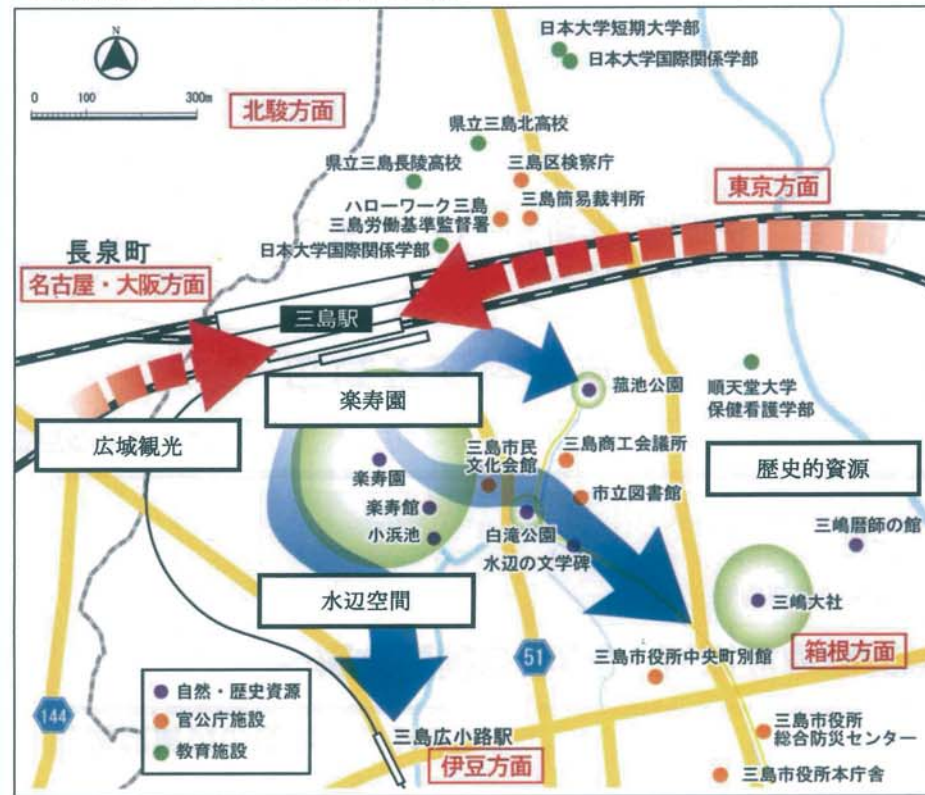 N
0 100 300m
北駿方面
日本大学短期大学部
日本大学国際関係学部
県立三島北高校
県立三島長陵高校
三島区検察庁
ハローワーク三島
三島労働基準監督署
三島簡易裁判所
日本大学国際関係学部
東京方面
長泉町
名古屋・大阪方面
三島駅
楽寿園
菰池公園
順天堂大学
保健看護学部
広域観光
三島市民
文化会館
三島商工会議所
歴史的資源
楽寿園
市立図書館
楽寿館
小浜池
白滝公園
水辺の文学碑
三嶋暦師の館
水辺空間
三嶋大社
51
三島市役所中央町別館
箱根方面
自然・歴史資源
官公庁施設
教育施設
144
三島広小路駅
伊豆方面
三島市役所
総合防災センター
三島市役所本庁舎